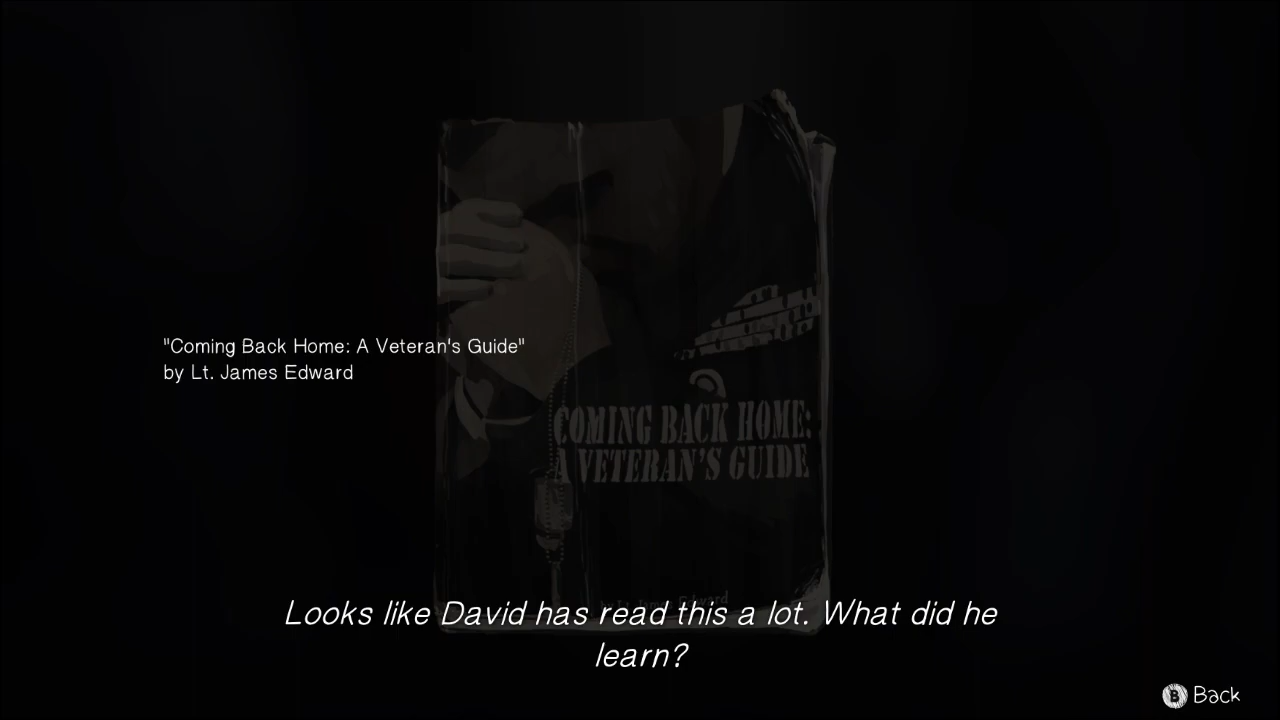 "Coming Back Home: A Veteran's Guide"
by Lt. James Edward
COMING BACK HOME:
A VETERAN'S GUIDE
Edward
Looks like David has read this a lot. What did he
learn?
B Back